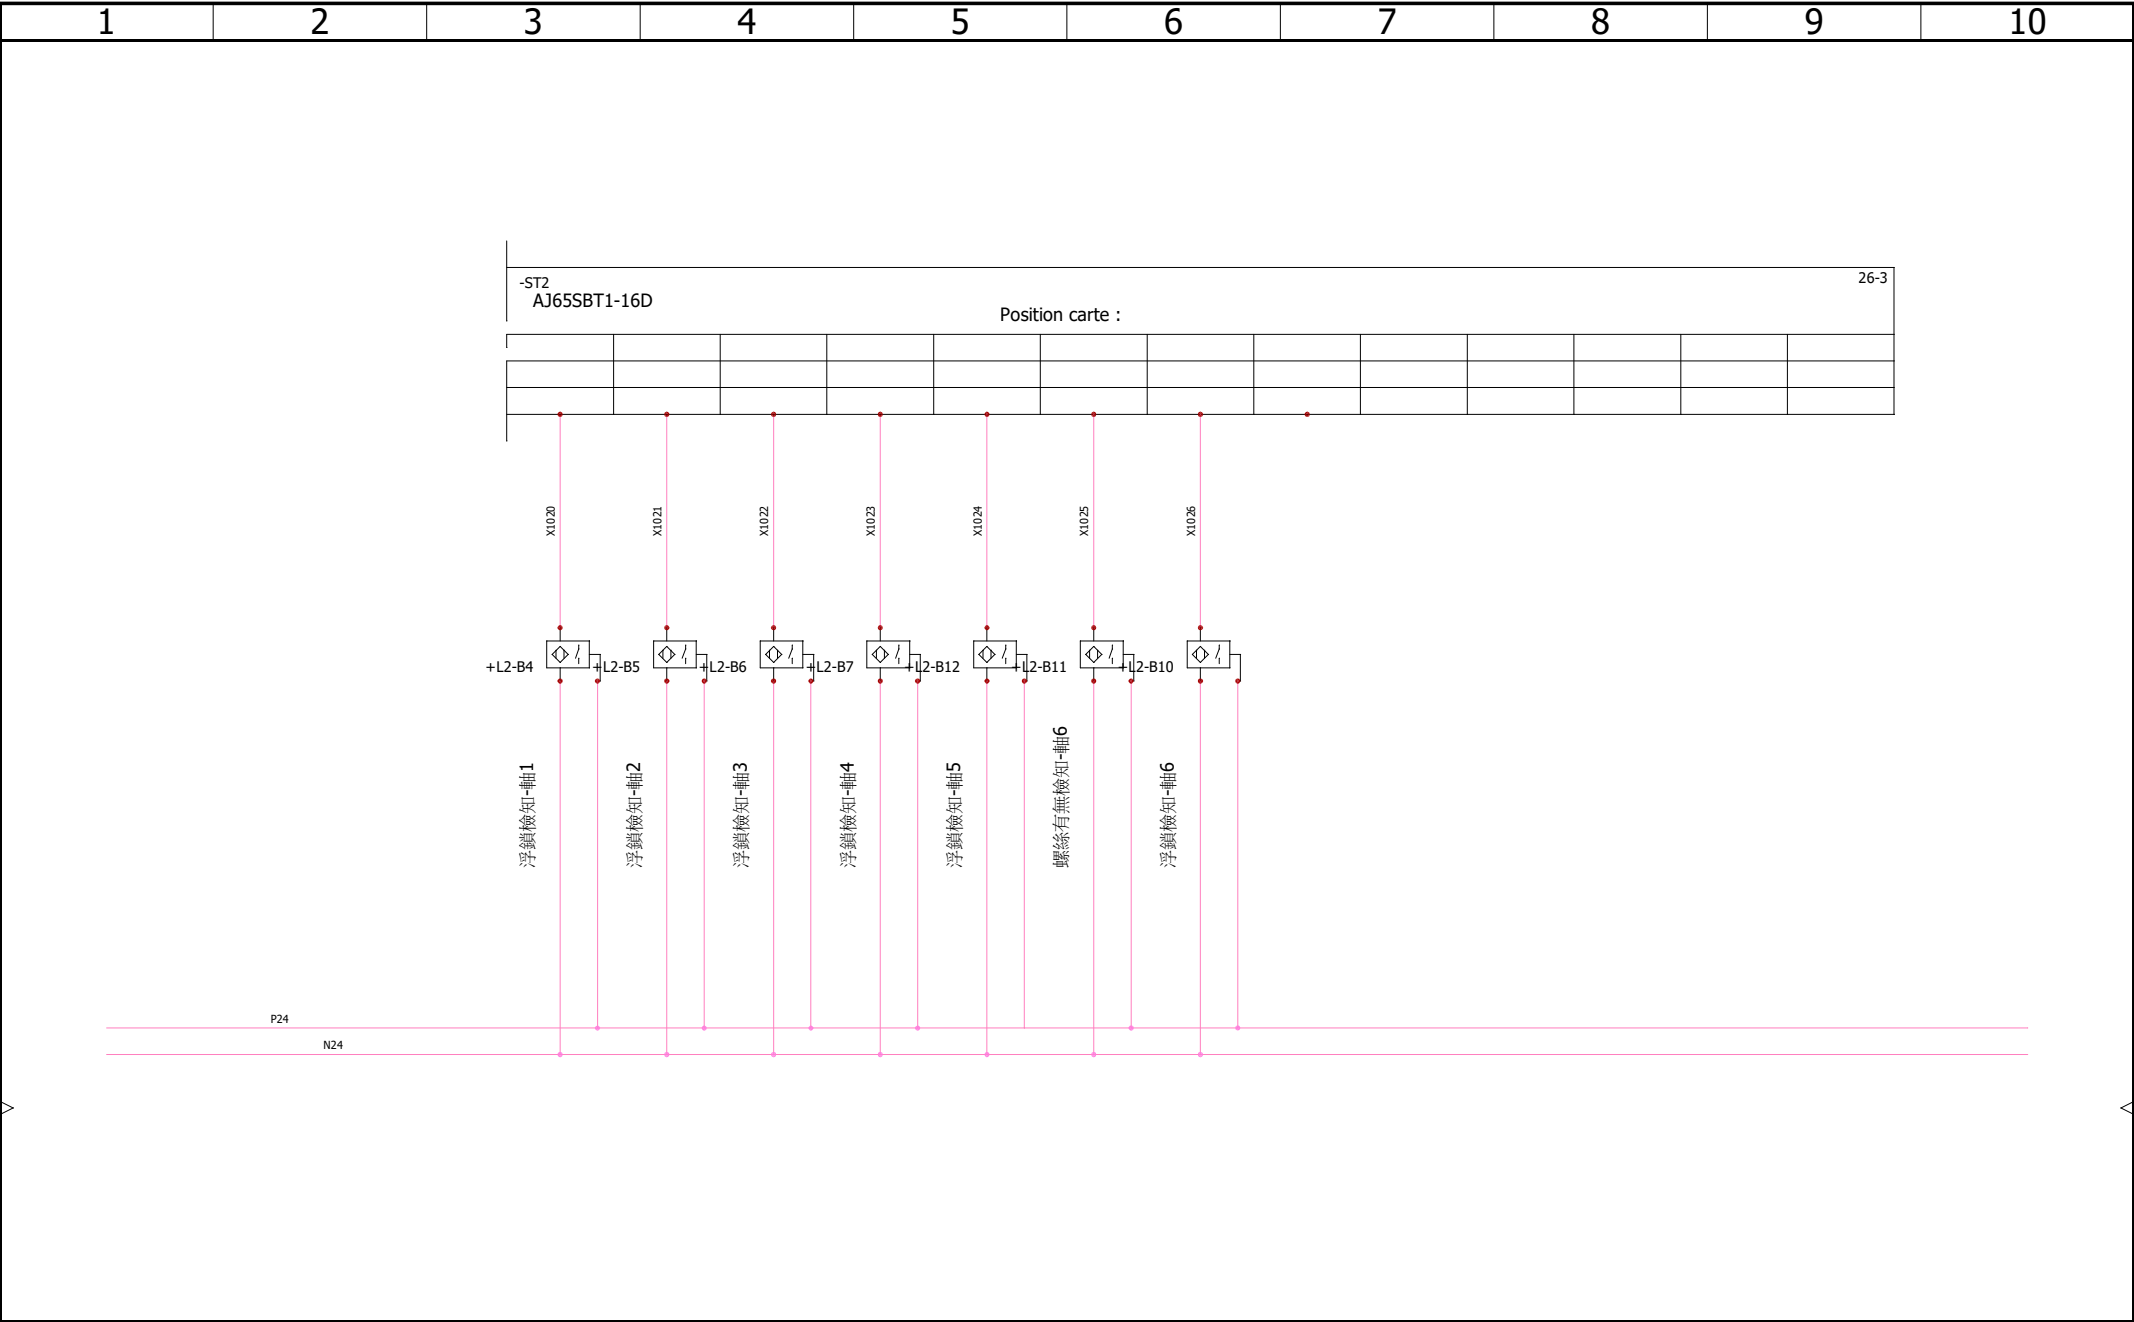 1 2 3 4 5 6 7 8 9 10
-ST2
26-3
AJ65SBT1-16D
Position carte :
X1020
X1021
X1022
X1023
X1024
X1025
X1026
+L2-B4
+L2-B5
+L2-B6
+L2-B7
+L2-B12
+L2-B11
+L2-B10
浮鎖檢知-軸1
浮鎖檢知-軸2
浮鎖檢知-軸3
浮鎖檢知-軸4
浮鎖檢知-軸5
螺絲有無檢知-軸6
浮鎖檢知-軸6
P24
N24